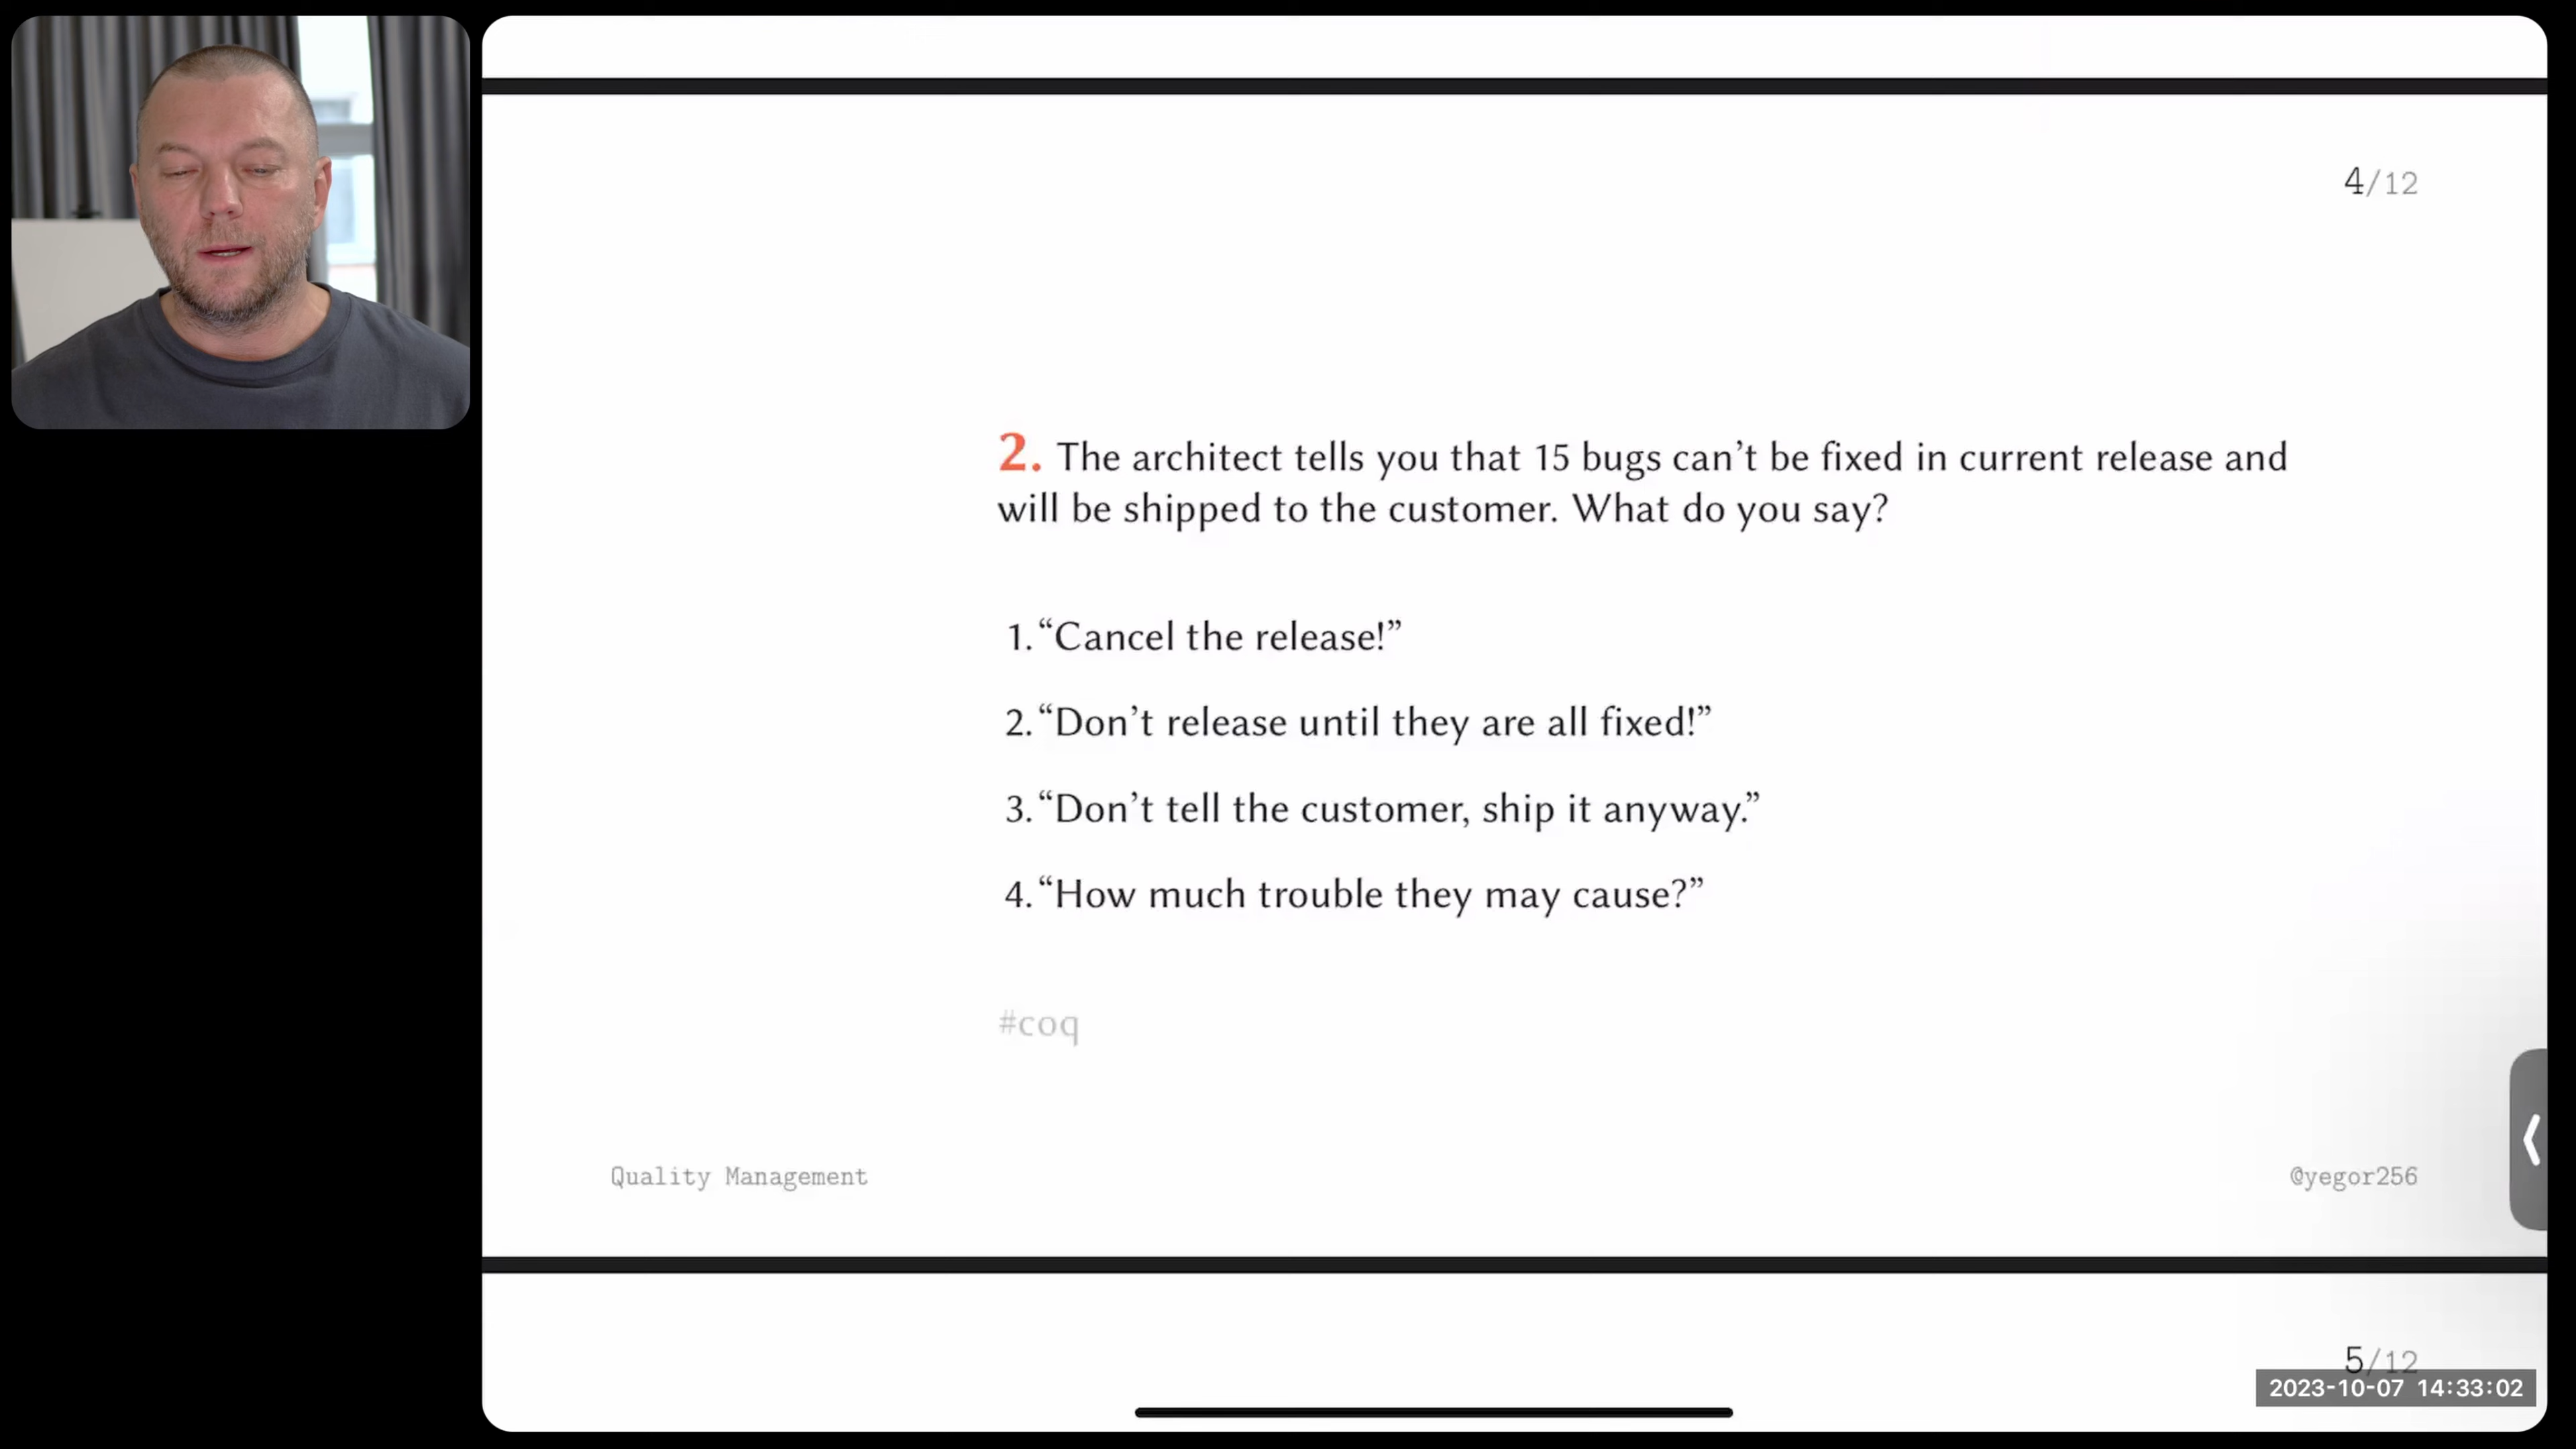 4/12
2. The architect tells you that 15 bugs can’t be fixed in current release and
will be shipped to the customer. What do you say?
1. “Cancel the release!”
2. “Don’t release until they are all fixed!”
3. “Don’t tell the customer, ship it anyway.”
4. “How much trouble they may cause?”
#coq
Quality Management
@yegor256
5/12
2023-10-07 14:33:02